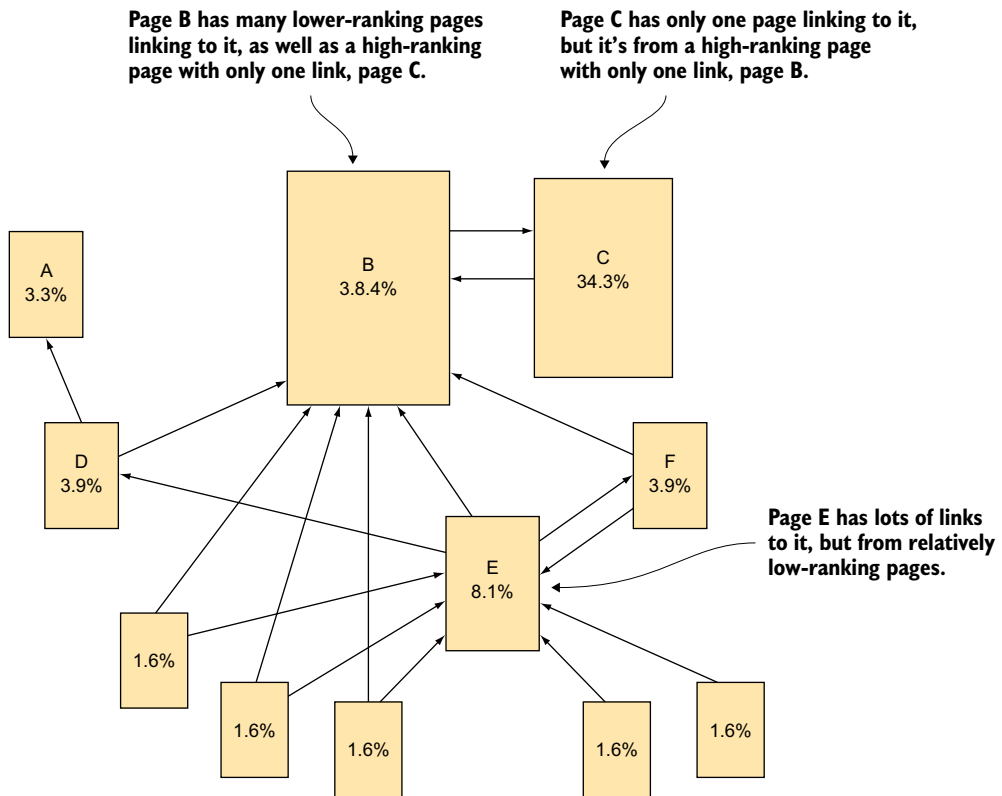 Page B has many lower-ranking pages
linking to it, as well as a high-ranking
page with only one link, page C.
Page C has only one page linking to it,
but it's from a high-ranking page
with only one link, page B.
A
3.3%
B
3.8.4%
C
34.3%
D
3.9%
F
3.9%
Page E has lots of links
to it, but from relatively
low-ranking pages.
E
8.1%
1.6%
1.6%
1.6%
1.6%
1.6%